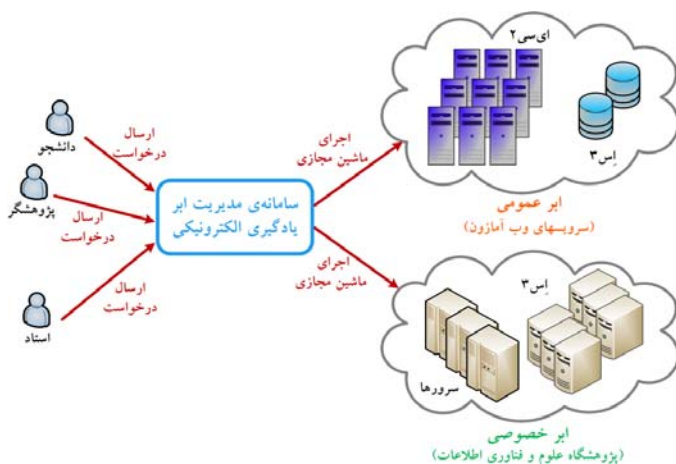 دانشجو
پژوهشگر
استاد
ارسال
درخواست
ارسال
درخواست
ارسال
درخواست
سامانه‌ی مدیریت ابر
یادگیری الکترونیکی
اجرای
ماشین مجازی
اجرای
ماشین مجازی
ای‌سی۲
اِس۳
ابر عمومی
(سرویسهای وب آمازون)
اِس۳
سرورها
ابر خصوصی
(پژوهشگاه علوم و فناوری اطلاعات)